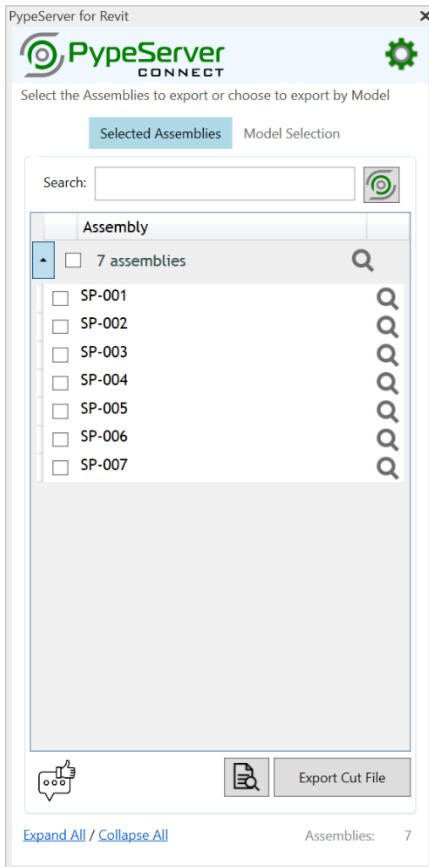 PypeServer for Revit
PypeServer
CONNECT
Select the Assemblies to export or choose to export by Model
Selected Assemblies Model Selection
Search:
Assembly
7 assemblies
SP-001
SP-002
SP-003
SP-004
SP-005
SP-006
SP-007
Export Cut File
Expand All / Collapse All Assemblies: 7